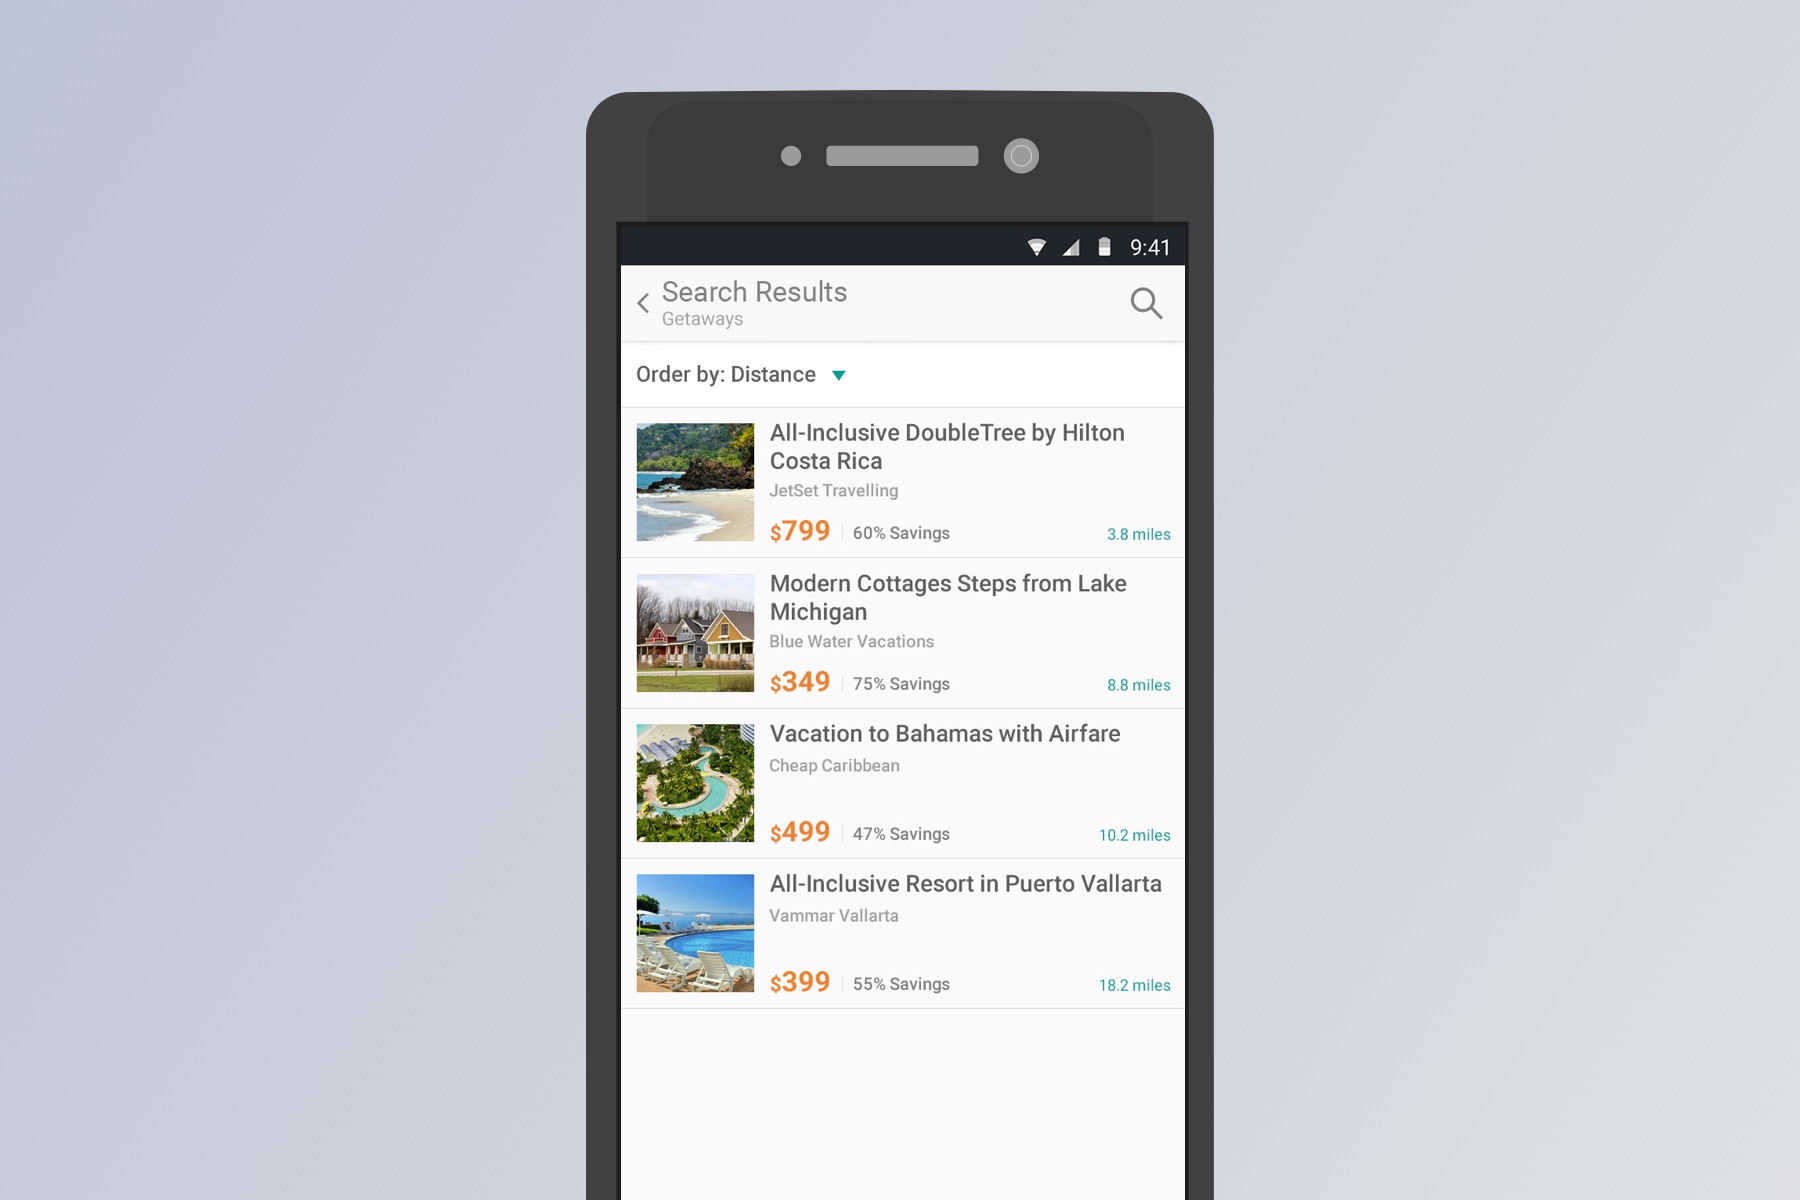 9:41
Search Results
Getaways
Order by: Distance
All-Inclusive DoubleTree by Hilton
Costa Rica
JetSet Travelling
$799 60% Savings 3.8 miles
Modern Cottages Steps from Lake
Michigan
Blue Water Vacations
$349 75% Savings 8.8 miles
Vacation to Bahamas with Airfare
Cheap Caribbean
$499 47% Savings 10.2 miles
All-Inclusive Resort in Puerto Vallarta
Vammar Vallarta
$399 55% Savings 18.2 miles